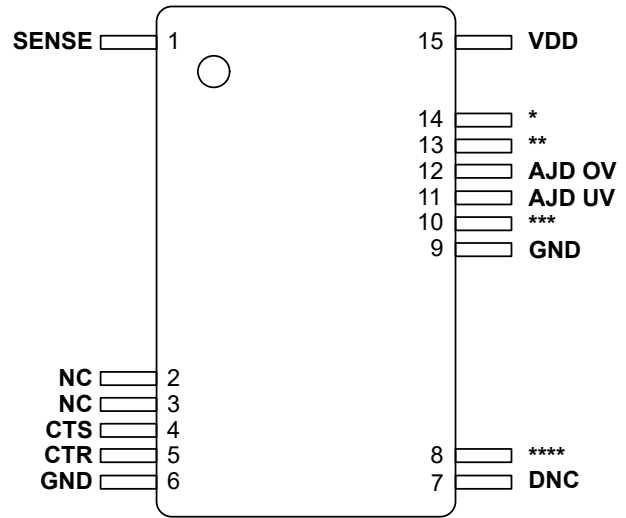 SENSE 1 15 VDD
14 *
13 **
12 AJD OV
11 AJD UV
10 ***
9 GND
NC 2
NC 3
CTS 4
CTR 5 8 ****
GND 6 7 DNC